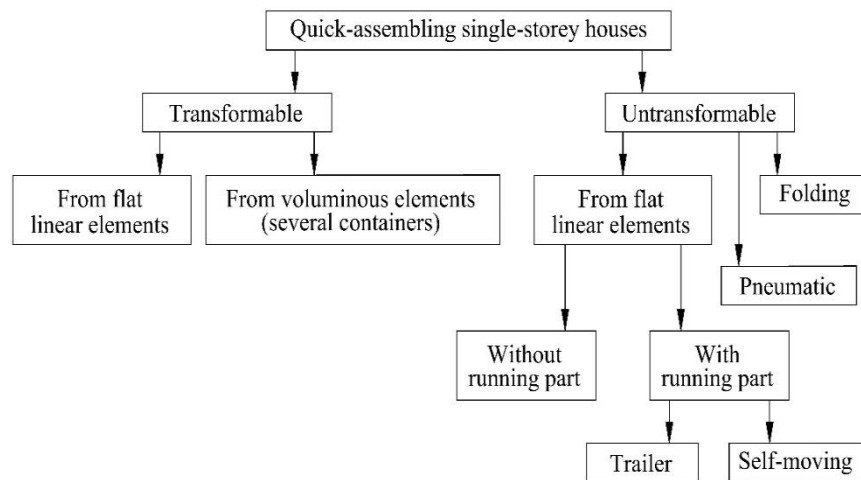 Quick-assembling single-storey houses
Transformable
Untransformable
From flat
linear elements
From voluminous elements
(several containers)
From flat
linear elements
Folding
Pneumatic
Without
running part
With
running part
Trailer
Self-moving